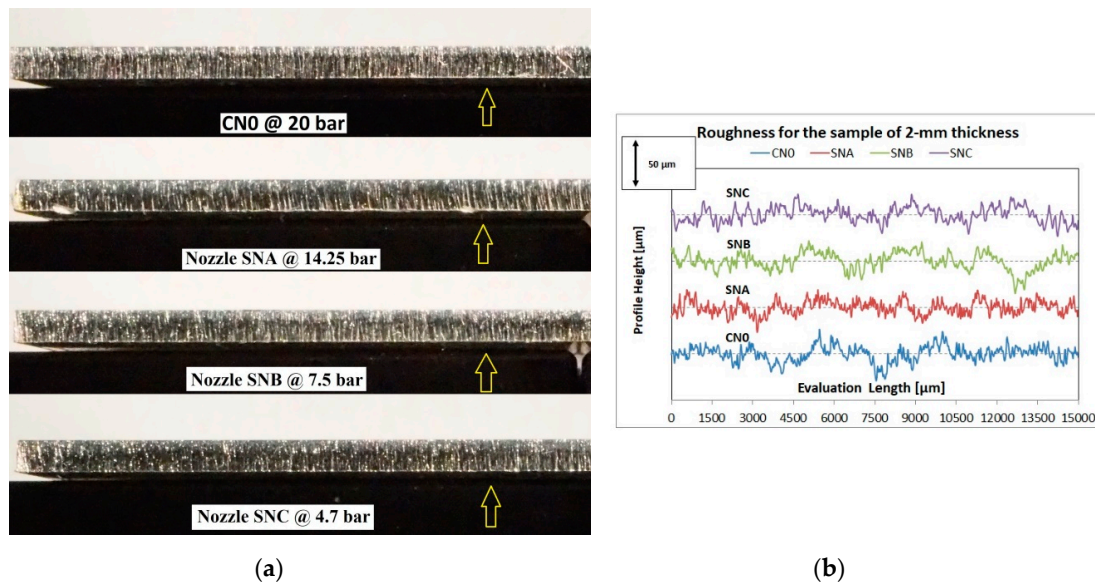 CN0 @ 20 bar
Nozzle SNA @ 14.25 bar
Nozzle SNB @ 7.5 bar
Nozzle SNC @ 4.7 bar
(a)
Roughness for the sample of 2-mm thickness
CN0 SNA SNB SNC
50 µm
Profile Height [µm]
SNC
SNB
SNA
CN0
Evaluation Length [µm]
0 1500 3000 4500 6000 7500 9000 10500 12000 13500 15000
(b)